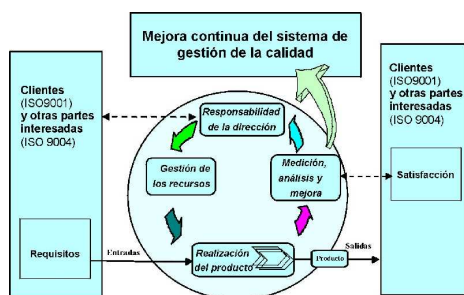 Mejora continua del sistema de
gestión de la calidad
Clientes
(ISO9001)
y otras partes
interesadas
(ISO 9004)
Requisitos
Entradas
Responsabilidad
de la dirección
Gestión de
los recursos
Medición,
análisis y
mejora
Realización
del producto
Producto
Salidas
Clientes
(ISO9001)
y otras partes
interesadas
(ISO 9004)
Satisfacción